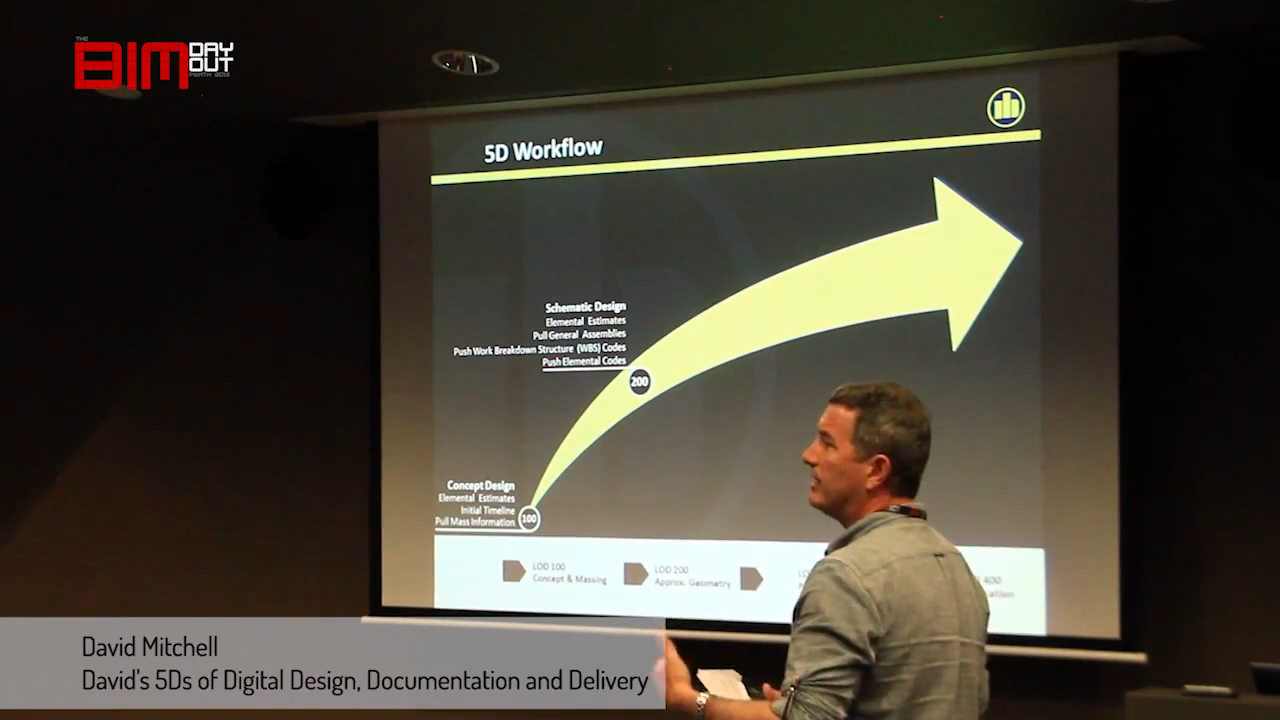 THE
BIM DAY OUT
PERTH 2013
5D Workflow
Schematic Design
Elemental Estimates
Pull General Assemblies
Push Work Breakdown Structure (WBS) Codes
Push Elemental Codes
200
Concept Design
Elemental Estimates
Initial Timeline
Pull Mass Information
100
LOD 100
Concept & Massing
LOD 200
Approx. Geometry
400
David Mitchell
David's 5Ds of Digital Design, Documentation and Delivery